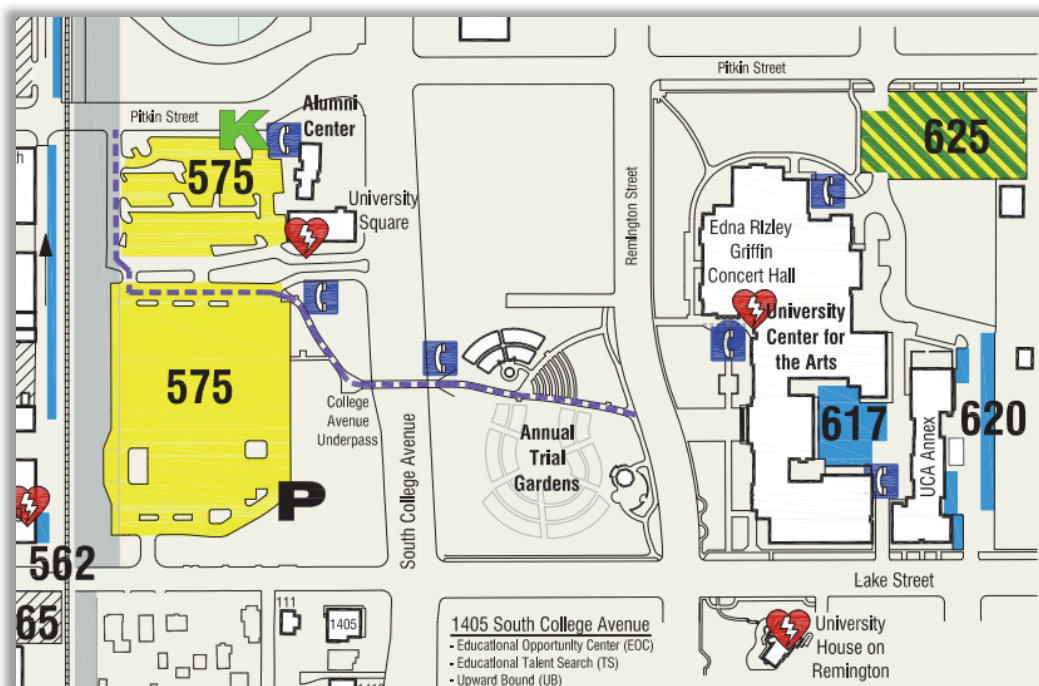 Pitkin Street
Pitkin Street
K
Alumni
Center
575
625
University
Square
Remington Street
Edna RIzley
Griffin
Concert Hall
University
Center for
the Arts
575
College
Avenue
Underpass
South College Avenue
Annual
Trial
Gardens
617
UCA Annex
620
P
562
Lake Street
65
111
1405
1405 South College Avenue
- Educational Opportunity Center (EOC)
- Educational Talent Search (TS)
- Upward Bound (UB)
University
House on
Remington